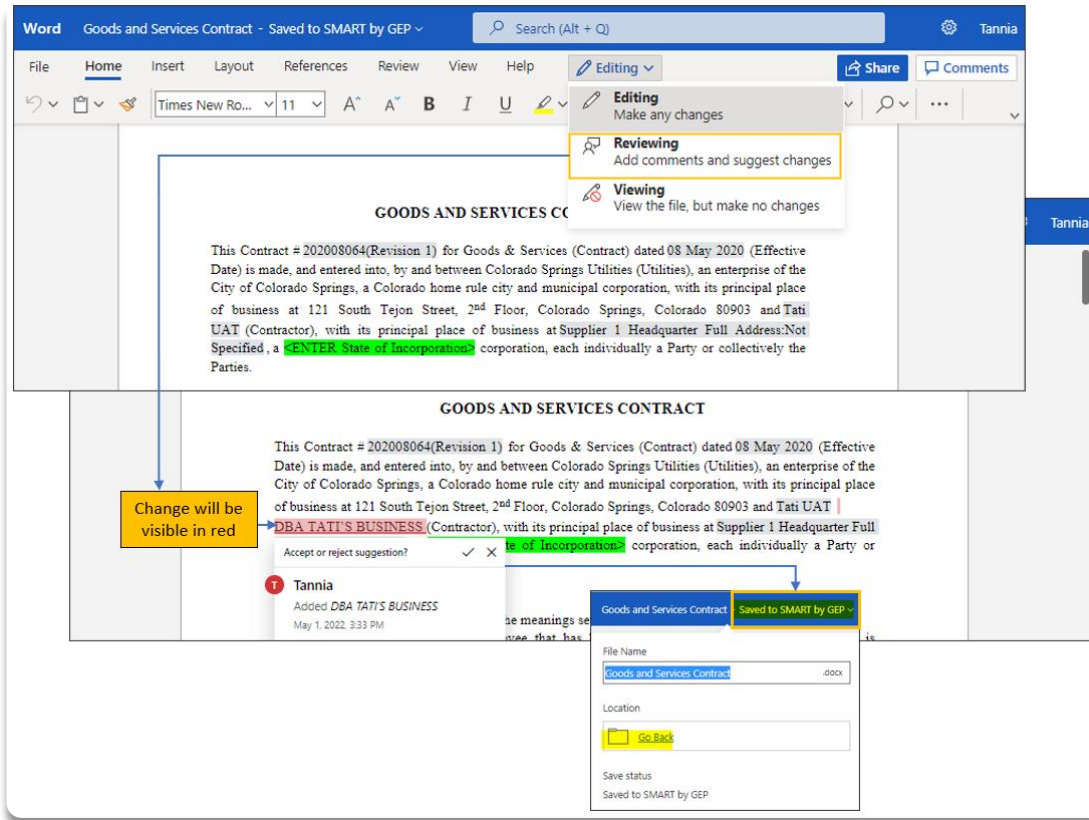 Word Goods and Services Contract - Saved to SMART by GEP Search (Alt + Q) Tannia
File Home Insert Layout References Review View Help Editing Share Comments
Times New Ro... 11 A A B I U
Editing
Make any changes
Reviewing
Add comments and suggest changes
Viewing
View the file, but make no changes
GOODS AND SERVICES CO
This Contract # 202008064(Revision 1) for Goods & Services (Contract) dated 08 May 2020 (Effective
Date) is made, and entered into, by and between Colorado Springs Utilities (Utilities), an enterprise of the
City of Colorado Springs, a Colorado home rule city and municipal corporation, with its principal place
of business at 121 South Tejon Street, 2nd Floor, Colorado Springs, Colorado 80903 and Tati
UAT (Contractor), with its principal place of business at Supplier 1 Headquarter Full Address:Not
Specified , a <ENTER State of Incorporation> corporation, each individually a Party or collectively the
Parties.
Tannia
GOODS AND SERVICES CONTRACT
This Contract # 202008064(Revision 1) for Goods & Services (Contract) dated 08 May 2020 (Effective
Date) is made, and entered into, by and between Colorado Springs Utilities (Utilities), an enterprise of the
City of Colorado Springs, a Colorado home rule city and municipal corporation, with its principal place
of business at 121 South Tejon Street, 2nd Floor, Colorado Springs, Colorado 80903 and Tati UAT
DBA TATI'S BUSINESS (Contractor), with its principal place of business at Supplier 1 Headquarter Full
te of Incorporation> corporation, each individually a Party or
Change will be
visible in red
Accept or reject suggestion?
T Tannia
Added DBA TATI'S BUSINESS
May 1, 2022, 3:33 PM
he meanings se
Goods and Services Contract Saved to SMART by GEP
File Name
Goods and Services Contract .docx
Location
Go Back
Save status
Saved to SMART by GEP